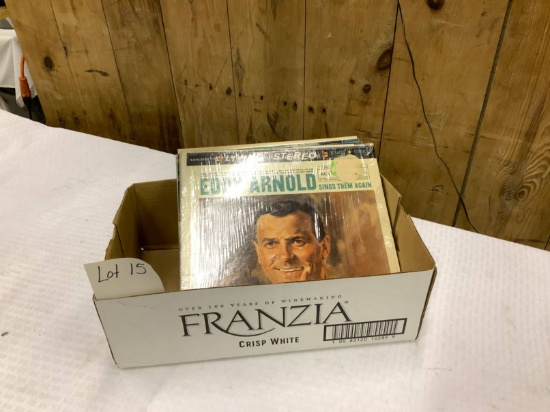 STEREO
EDDY ARNOLD
SINGS THEM AGAIN
Lot 15
OVER 100 YEARS OF WINEMAKING
FRANZIA
CRISP WHITE